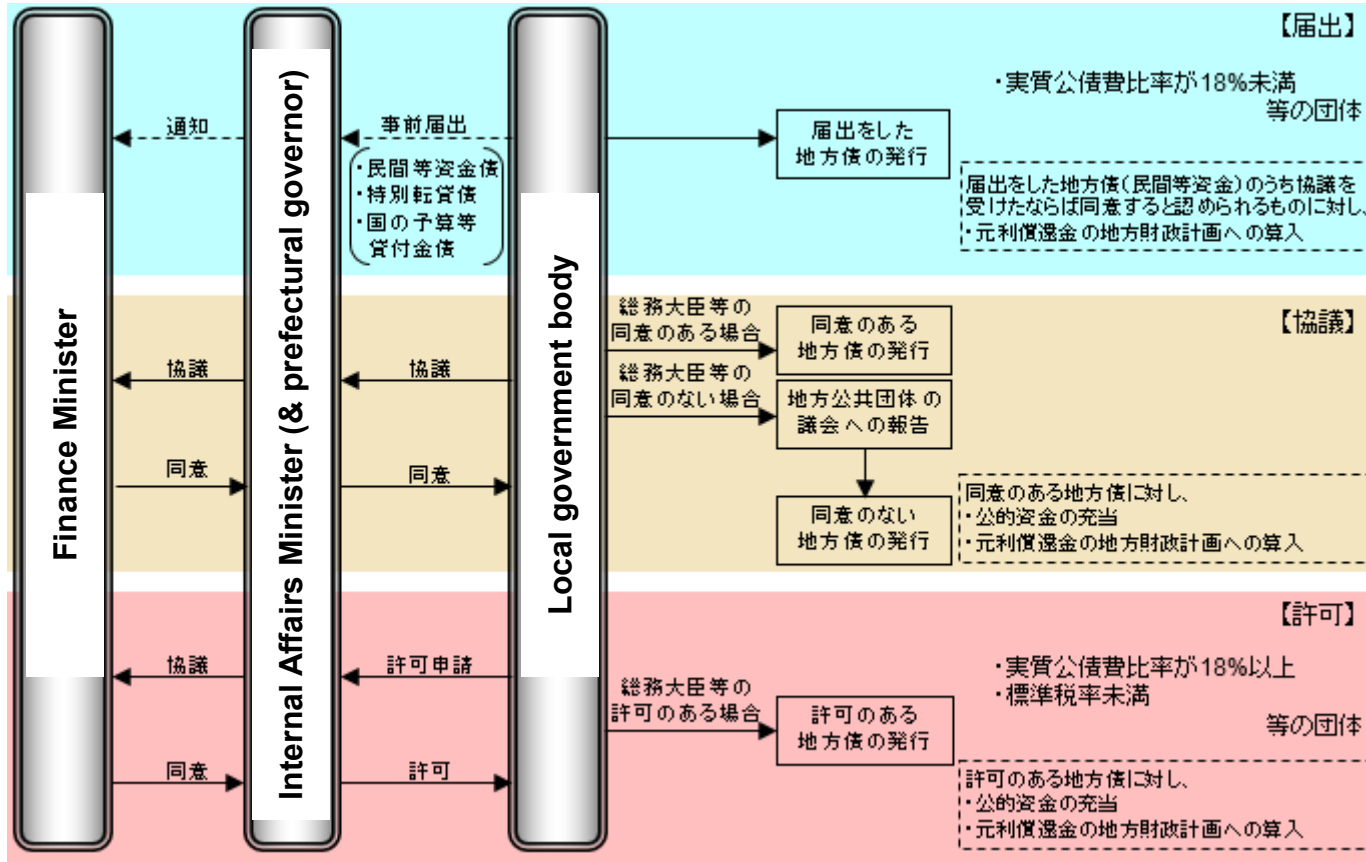 Finance Minister
Internal Affairs Minister (& prefectural governor)
Local government body
【届出】
・実質公債費比率が18%未満
等の団体
通知
事前届出
・民間等資金債
・特別転貸債
・国の予算等
貸付金債
届出をした
地方債の発行
届出をした地方債(民間等資金)のうち協議を
受けたならば同意すると認められるものに対し、
・元利償還金の地方財政計画への算入
【協議】
協議
協議
同意
同意
総務大臣等の
同意のある場合
同意のある
地方債の発行
総務大臣等の
同意のない場合
地方公共団体の
議会への報告
同意のない
地方債の発行
同意のある地方債に対し、
・公的資金の充当
・元利償還金の地方財政計画への算入
【許可】
・実質公債費比率が18%以上
・標準税率未満
等の団体
協議
許可申請
同意
許可
総務大臣等の
許可のある場合
許可のある
地方債の発行
許可のある地方債に対し、
・公的資金の充当
・元利償還金の地方財政計画への算入